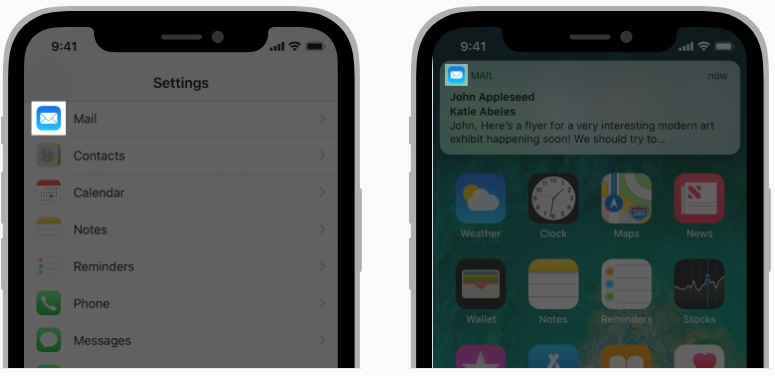 9:41
Settings
Mail
Contacts
Calendar
Notes
Reminders
Phone
Messages
9:41
MAIL
now
John Appleseed
Katie Abeles
John, Here's a flyer for a very interesting modern art
exhibit happening soon! We should try to...
Weather
Clock
Maps
News
Wallet
Notes
Reminders
Stocks